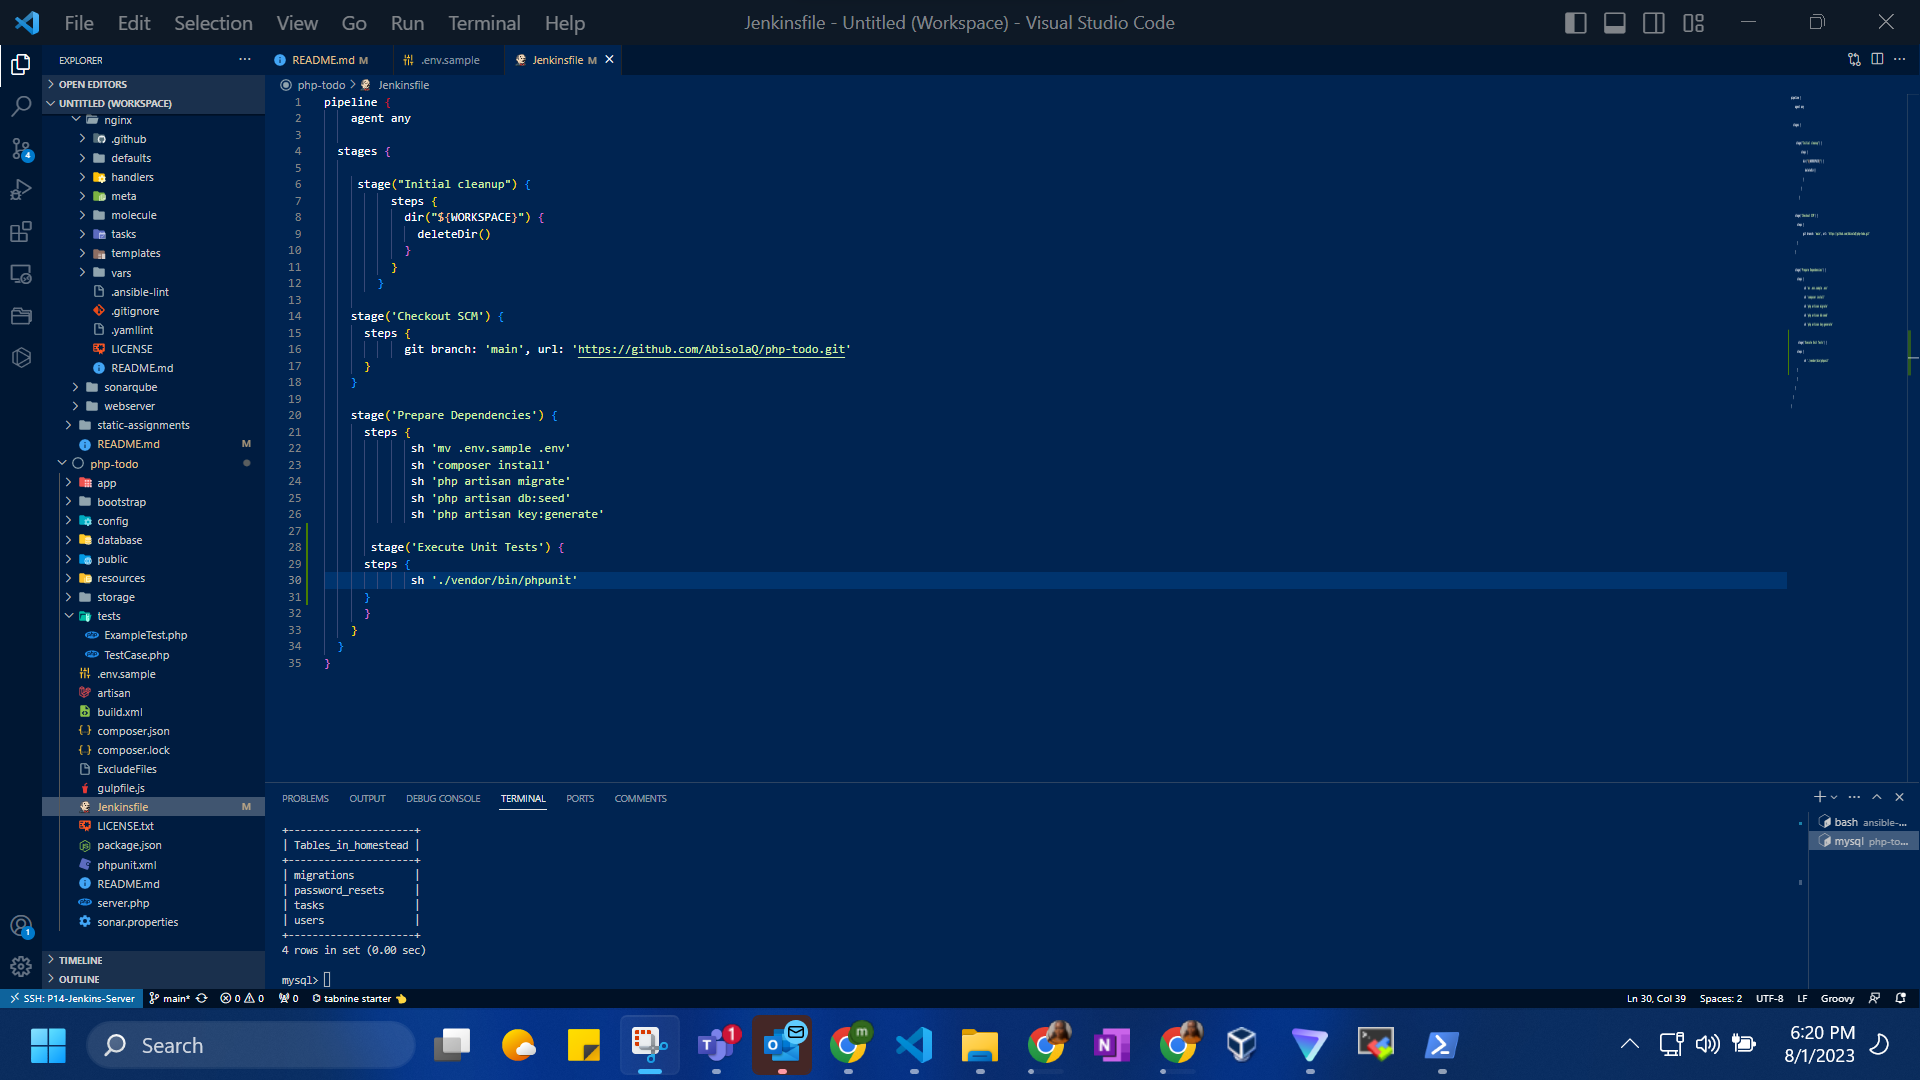 File Edit Selection View Go Run Terminal Help
Jenkinsfile - Untitled (Workspace) - Visual Studio Code
EXPLORER ···
README.md M
.env.sample
Jenkinsfile M
OPEN EDITORS
UNTITLED (WORKSPACE)
nginx
.github
defaults
handlers
meta
molecule
tasks
templates
vars
.ansible-lint
.gitignore
.yamllint
LICENSE
README.md
sonarqube
webserver
static-assignments
README.md M
php-todo
app
bootstrap
config
database
public
resources
storage
tests
ExampleTest.php
TestCase.php
.env.sample
artisan
build.xml
composer.json
composer.lock
ExcludeFiles
gulpfile.js
Jenkinsfile M
LICENSE.txt
package.json
phpunit.xml
README.md
server.php
sonar.properties
TIMELINE
OUTLINE
php-todo > Jenkinsfile
1 pipeline {
2 agent any
3
4 stages {
5
6 stage("Initial cleanup") {
7 steps {
8 dir("${WORKSPACE}") {
9 deleteDir()
10 }
11 }
12 }
13
14 stage('Checkout SCM') {
15 steps {
16 git branch: 'main', url: 'https://github.com/AbisolaQ/php-todo.git'
17 }
18 }
19
20 stage('Prepare Dependencies') {
21 steps {
22 sh 'mv .env.sample .env'
23 sh 'composer install'
24 sh 'php artisan migrate'
25 sh 'php artisan db:seed'
26 sh 'php artisan key:generate'
27
28 stage('Execute Unit Tests') {
29 steps {
30 sh './vendor/bin/phpunit'
31 }
32 }
33 }
34 }
35 }
PROBLEMS OUTPUT DEBUG CONSOLE TERMINAL PORTS COMMENTS
+---------------------+
| Tables_in_homestead |
+---------------------+
| migrations |
| password_resets |
| tasks |
| users |
+---------------------+
4 rows in set (0.00 sec)
mysql>
bash ansible-...
mysql php-to...
4
1
SSH: P14-Jenkins-Server main* 0 0 0 tabnine starter
Ln 30, Col 39 Spaces: 2 UTF-8 LF Groovy
Search
1
m
6:20 PM
8/1/2023